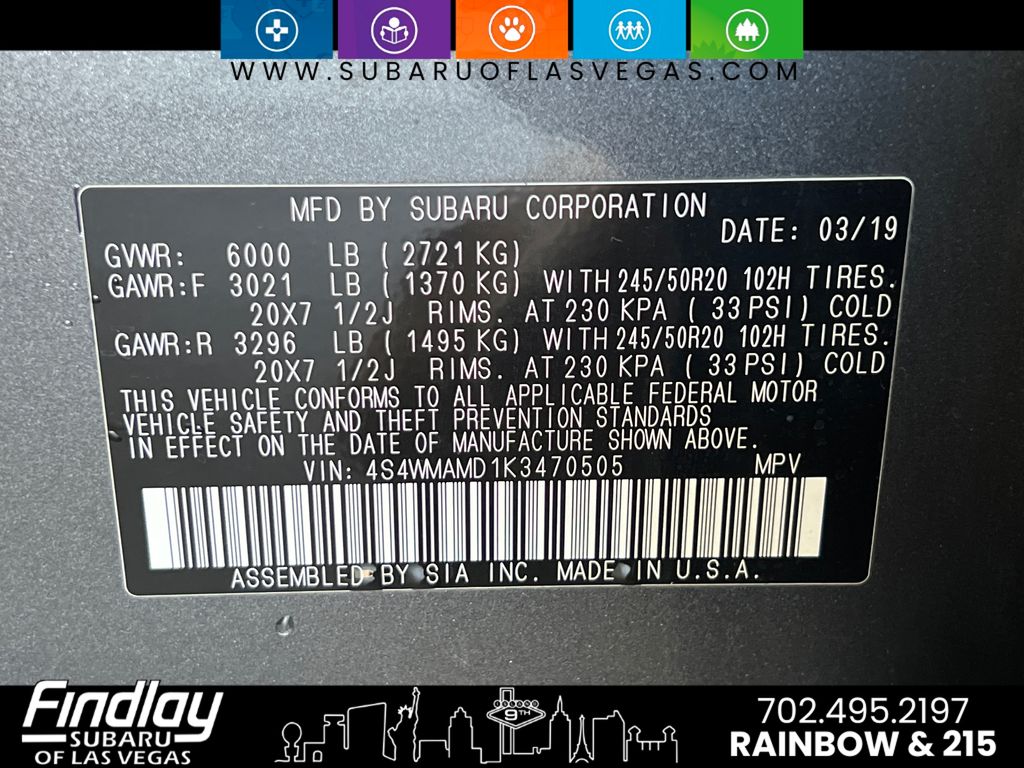 WWW.SUBARUOFLASVEGAS.COM
MFD BY SUBARU CORPORATION
DATE: 03/19
GVWR: 6000 LB ( 2721 KG)
GAWR:F 3021 LB ( 1370 KG) WITH 245/50R20 102H TIRES.
20X7 1/2J RIMS. AT 230 KPA ( 33 PSI) COLD
GAWR:R 3296 LB ( 1495 KG) WITH 245/50R20 102H TIRES.
20X7 1/2J RIMS. AT 230 KPA ( 33 PSI) COLD
THIS VEHICLE CONFORMS TO ALL APPLICABLE FEDERAL MOTOR
VEHICLE SAFETY AND THEFT PREVENTION STANDARDS
IN EFFECT ON THE DATE OF MANUFACTURE SHOWN ABOVE.
VIN: 4S4WMAMD1K3470505 MPV
ASSEMBLED BY SIA INC. MADE IN U.S.A.
Findlay
SUBARU
OF LAS VEGAS
9TH
702.495.2197
RAINBOW & 215